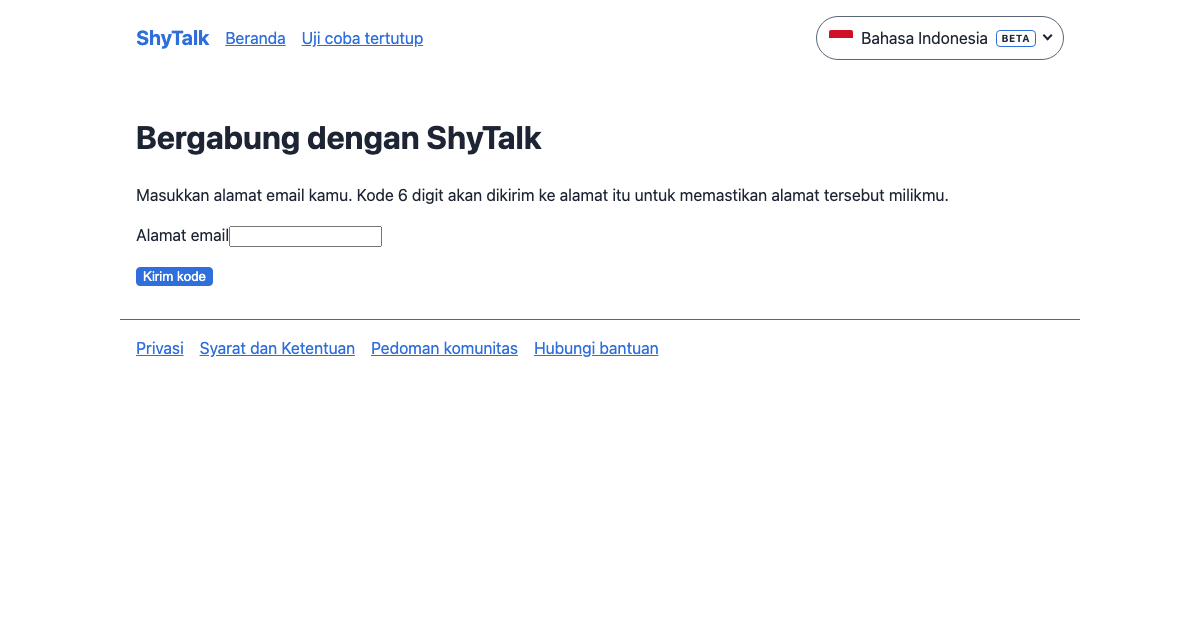 ShyTalk Beranda Uji coba tertutup Bahasa Indonesia BETA
Bergabung dengan ShyTalk
Masukkan alamat email kamu. Kode 6 digit akan dikirim ke alamat itu untuk memastikan alamat tersebut milikmu.
Alamat email
Kirim kode
Privasi Syarat dan Ketentuan Pedoman komunitas Hubungi bantuan